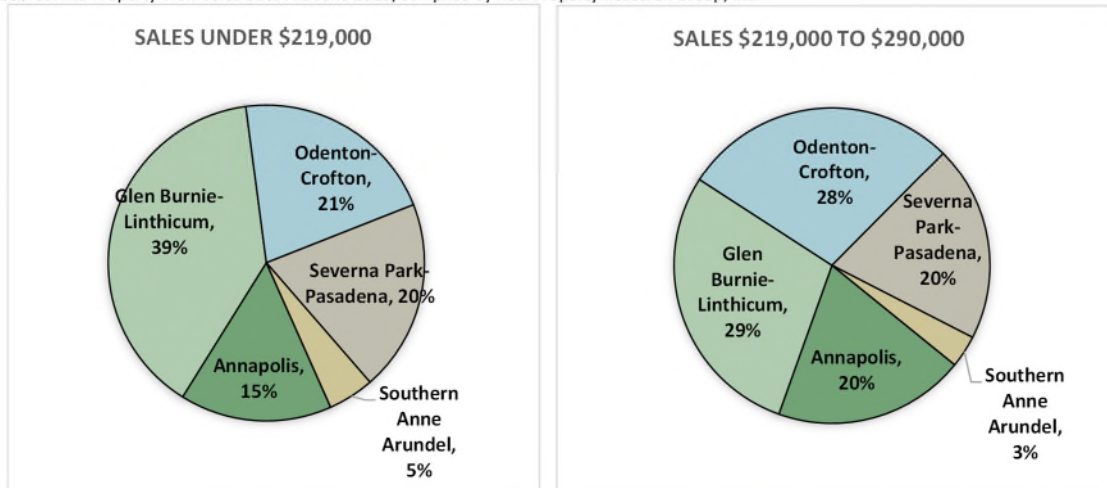 SALES UNDER $219,000
Odenton-
Crofton,
21%
Glen Burnie-
Linthicum,
39%
Severna Park-
Pasadena, 20%
Annapolis,
15%
Southern
Anne
Arundel,
5%
SALES $219,000 TO $290,000
Odenton-
Crofton,
28%
Severna
Park-
Pasadena,
20%
Glen
Burnie-
Linthicum,
29%
Annapolis,
20%
Southern
Anne
Arundel,
3%